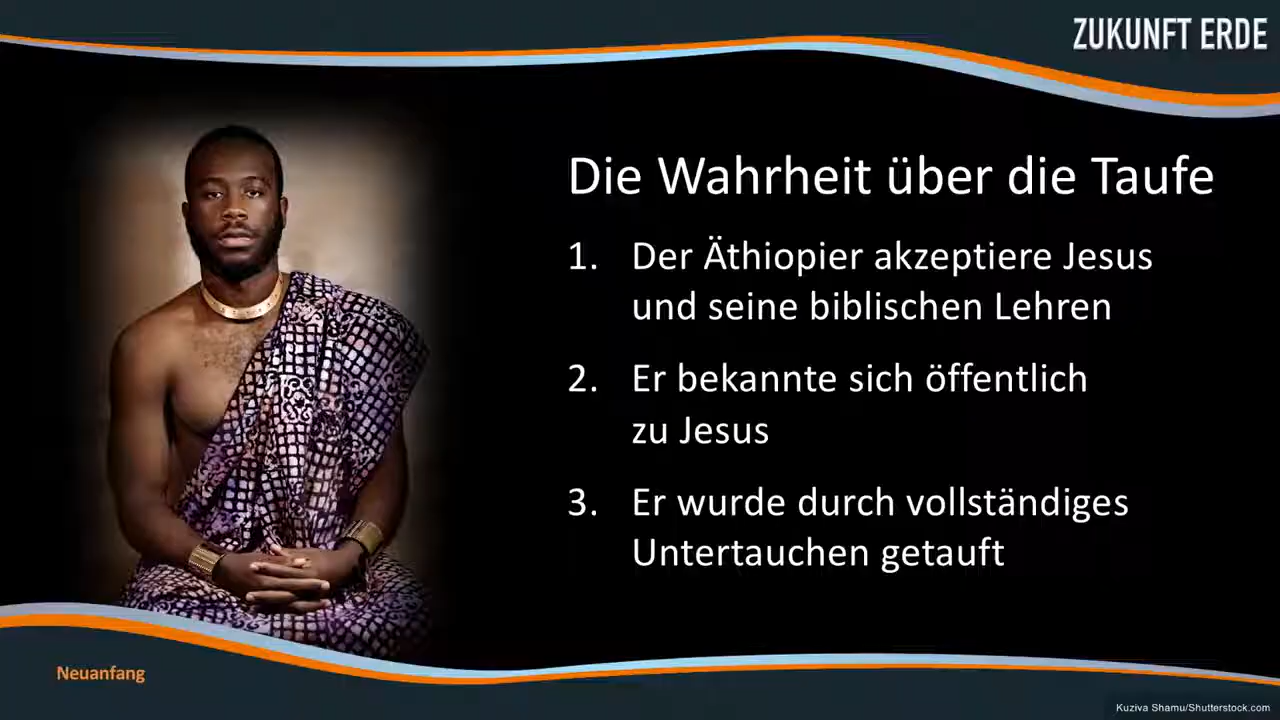 ZUKUNFT ERDE
Die Wahrheit über die Taufe
1. Der Äthiopier akzeptiere Jesus
und seine biblischen Lehren
2. Er bekannte sich öffentlich
zu Jesus
3. Er wurde durch vollständiges
Untertauchen getauft
Neuanfang
Kuziva Shamu/Shutterstock.com